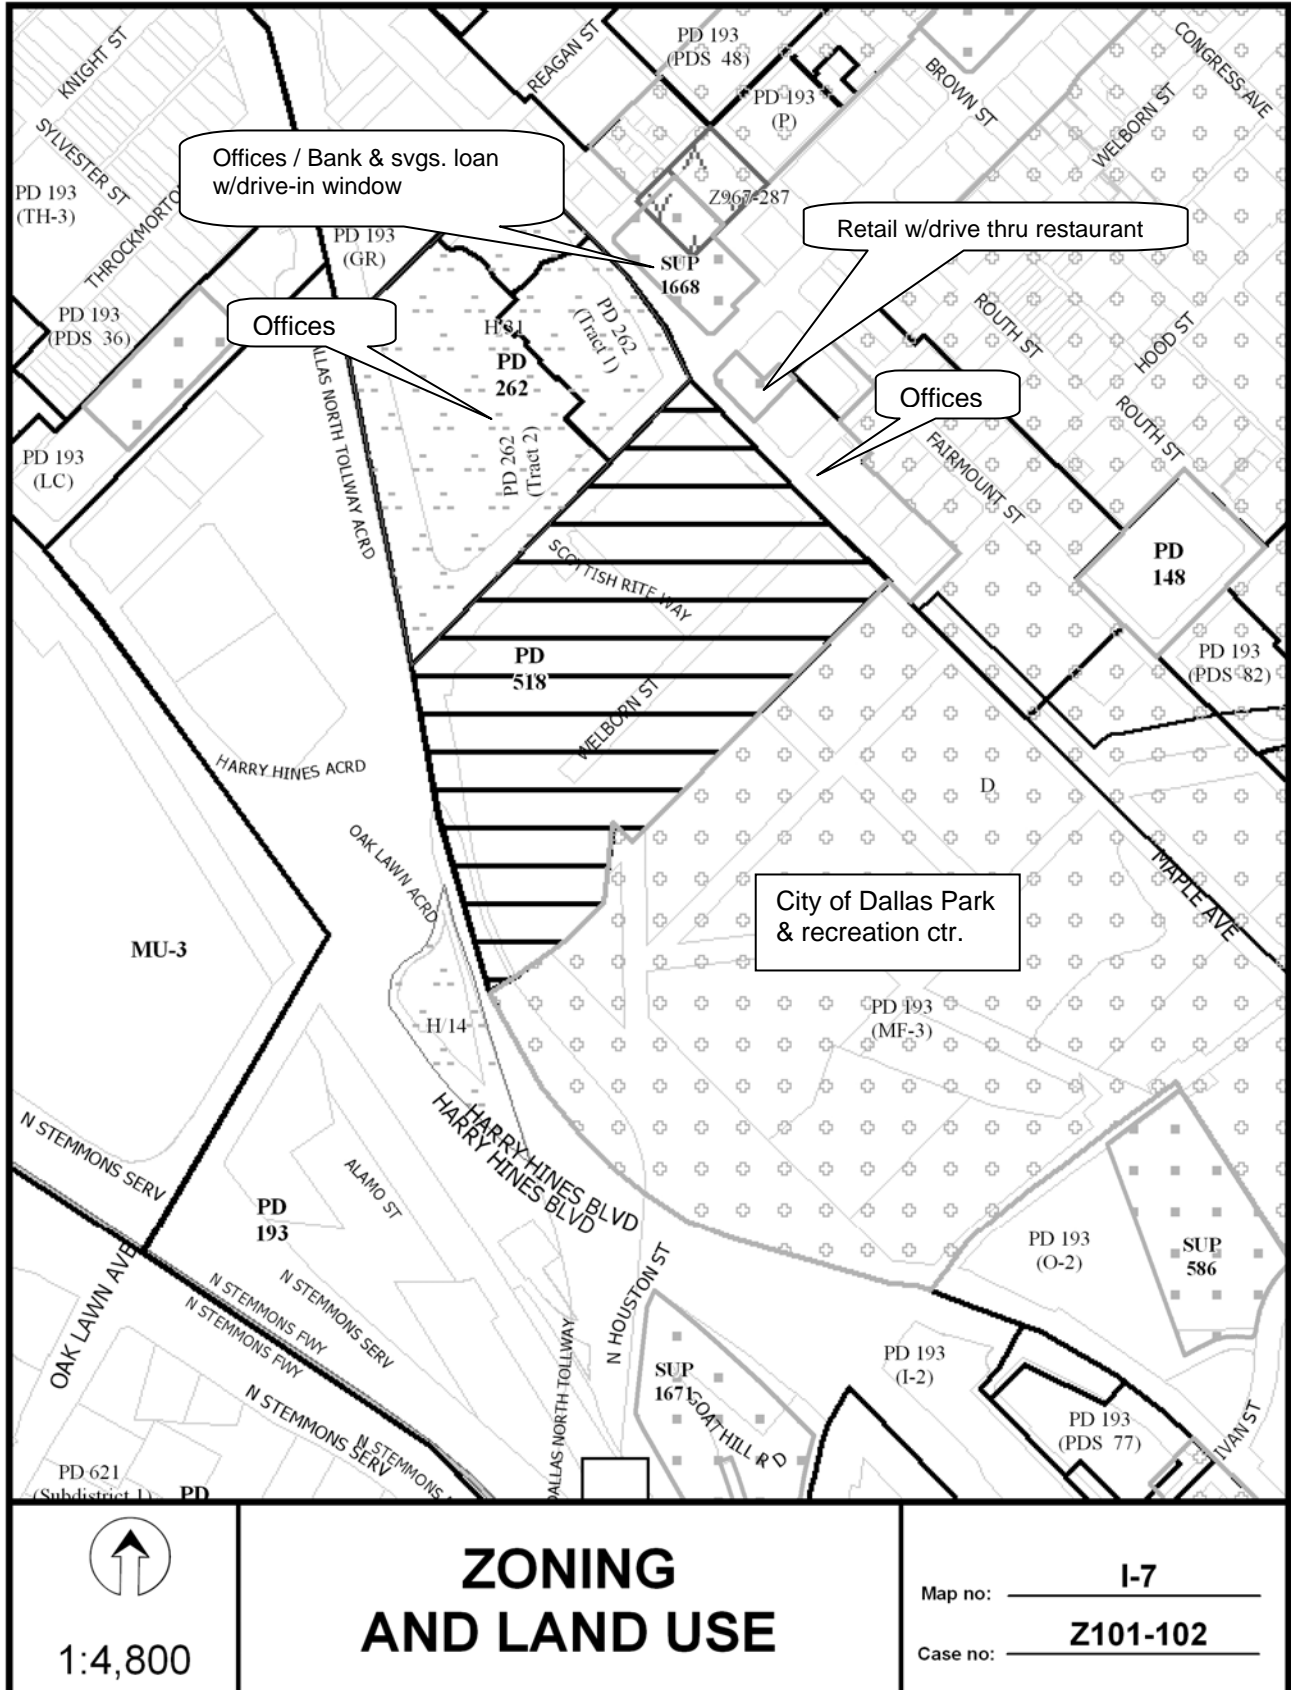 KNIGHT ST
SYLVESTER ST
THROCKMORTO
REAGAN ST
PD 193
(PDS 48)
PD 193
(P)
BROWN ST
CONGRESS AVE
WELBORN ST
Offices / Bank & svgs. loan
w/drive-in window
PD 193
(TH-3)
Z967-287
Retail w/drive thru restaurant
PD 193
(GR)
SUP
1668
PD 193
(PDS 36)
Offices
H/31
PD
262
PD 262
(Tract 1)
ROUTH ST
HOOD ST
Offices
ROUTH ST
FAIRMOUNT ST
PD 193
(LC)
ALLAS NORTH TOLLWAY ACRD
PD 262
(Tract 2)
SCOTTISH RITE WAY
PD
148
PD
518
WELBORN ST
PD 193
(PDS 82)
HARRY HINES ACRD
D
OAK LAWN ACRD
MAPLE AVE
City of Dallas Park
& recreation ctr.
MU-3
PD 193
(MF-3)
H/14
HARRY HINES BLVD
HARRY HINES BLVD
N STEMMONS SERV
ALAMO ST
PD
193
PD 193
(O-2)
SUP
586
OAK LAWN AVE
N STEMMONS SERV
N STEMMONS FWY
N STEMMONS FWY
N HOUSTON ST
DALLAS NORTH TOLLWAY
PD 193
(I-2)
SUP
1671
GOAT HILL RD
PD 193
(PDS 77)
IVAN ST
N STEMMONS SERV
N STEMMONS
PD 621
(Subdistrict 1)
PD
1:4,800
ZONING
AND LAND USE
Map no: I-7
Case no: Z101-102